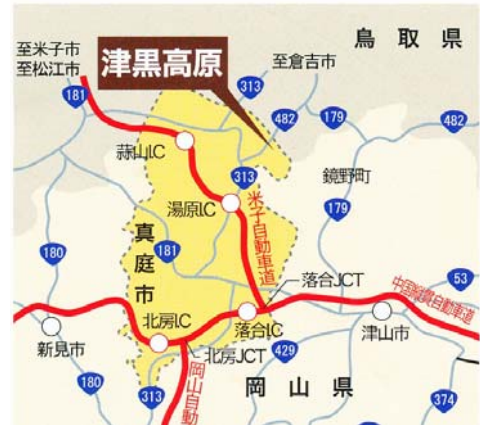 鳥取県
至米子市
至松江市
津黒高原
至倉吉市
181
313
482
179
482
蒜山I.C
鏡野町
313
湯原I.C
179
米子自動車道
真庭市
180
181
落合JCT
53
中国縦貫自動車道
北房I.C
落合I.C
津山市
新見市
北房JCT
429
岡山自動
岡山県
180
313
374